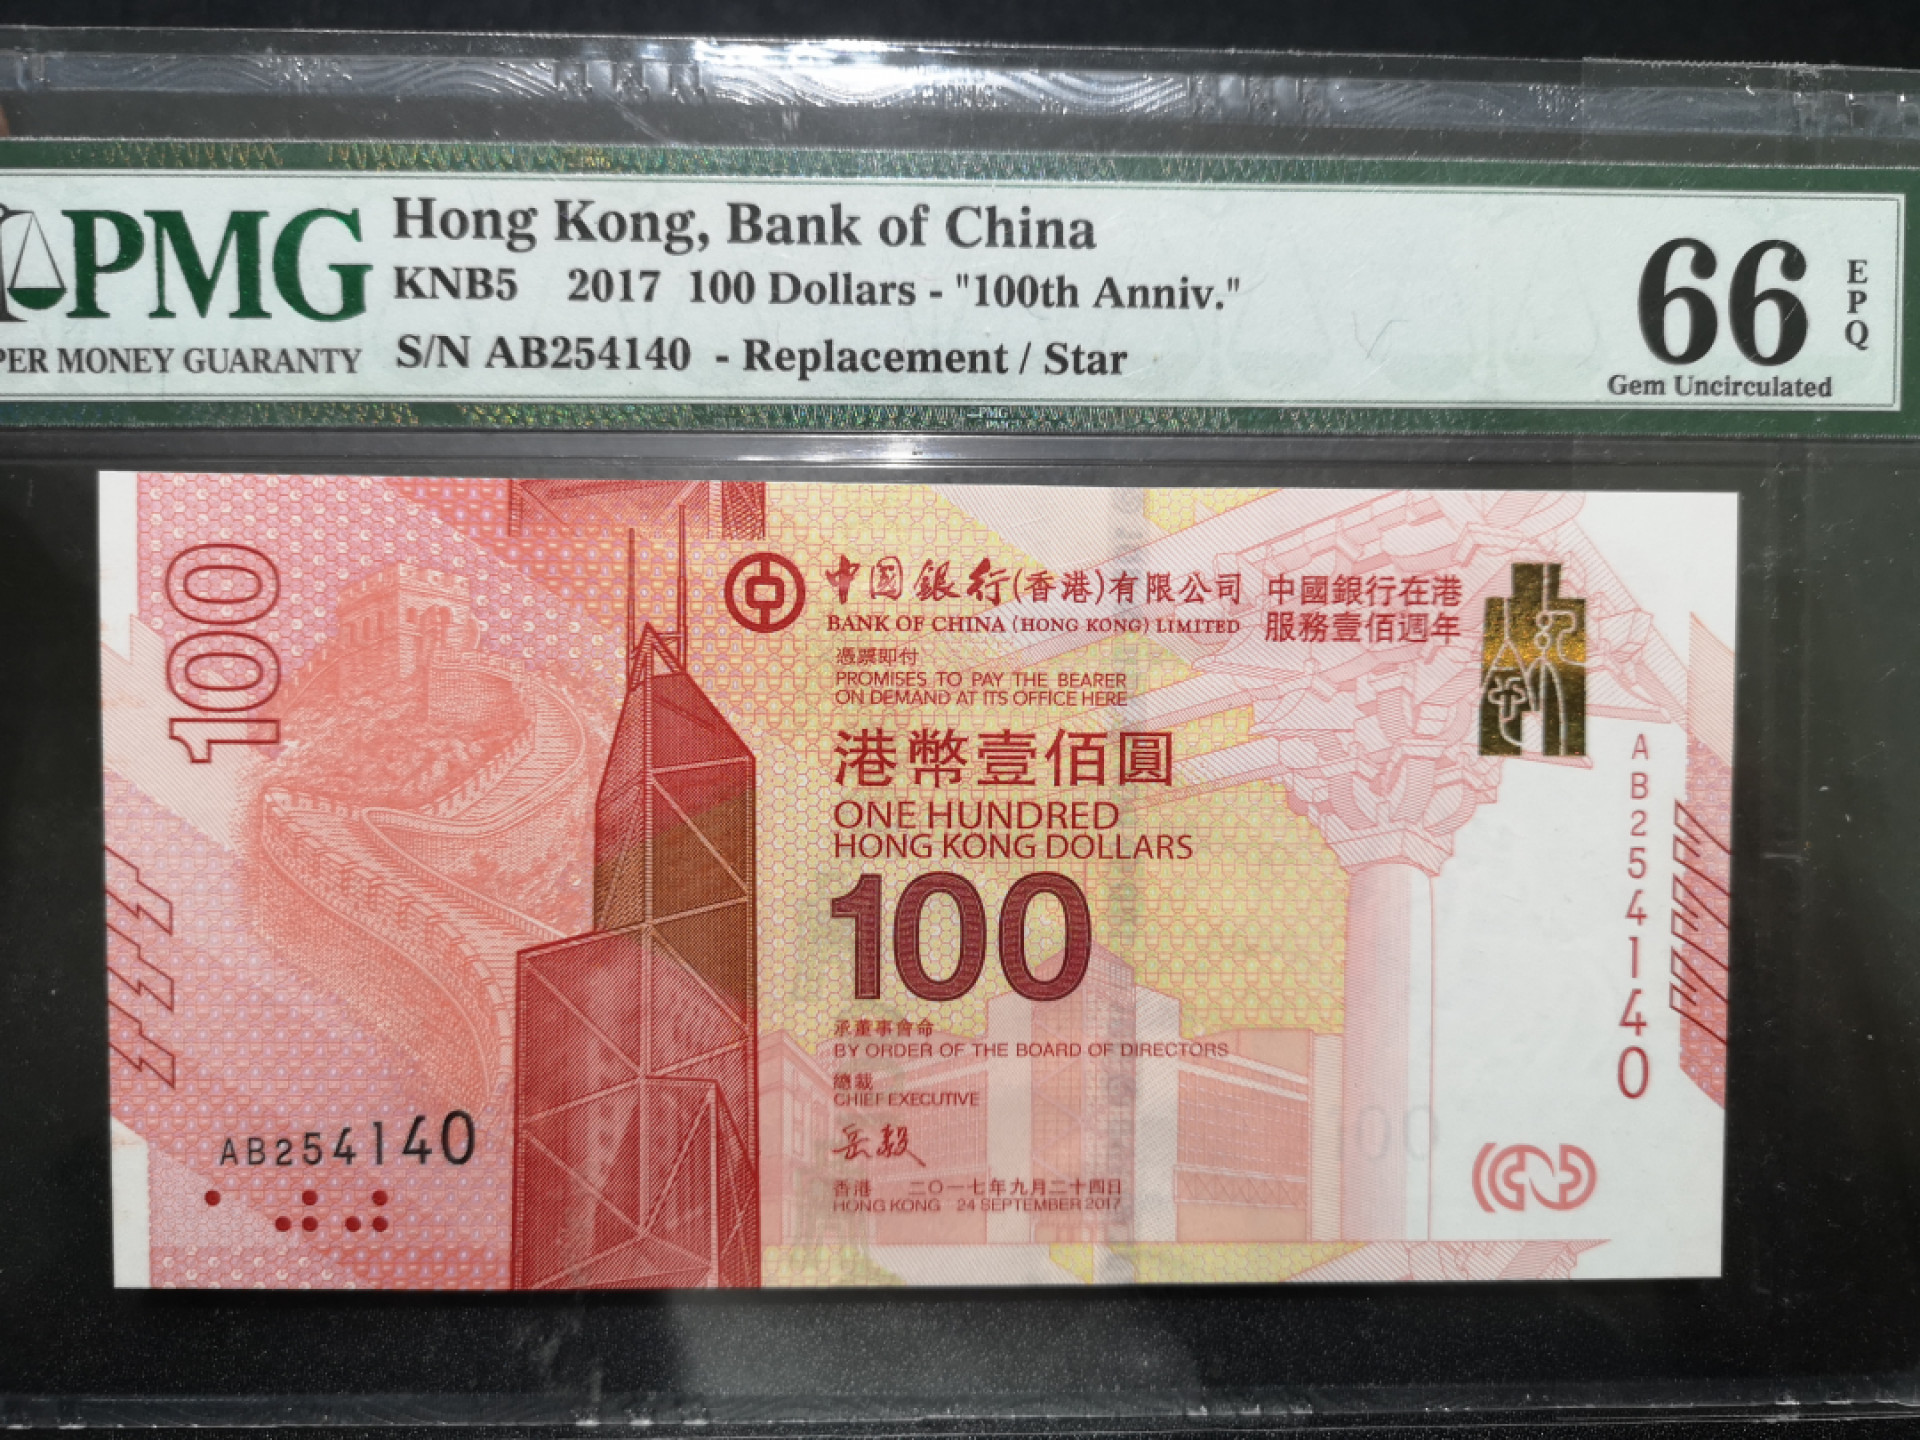 PMG
PER MONEY GUARANTY
Hong Kong, Bank of China
KNB5 2017 100 Dollars - "100th Anniv."
S/N AB254140 - Replacement / Star
66
EPQ
Gem Uncirculated
PMG
100
中國銀行(香港)有限公司
BANK OF CHINA (HONG KONG) LIMITED
中國銀行在港
服務壹佰週年
憑票即付
PROMISES TO PAY THE BEARER
ON DEMAND AT ITS OFFICE HERE
港幣壹佰圓
ONE HUNDRED
HONG KONG DOLLARS
100
承董事會命
BY ORDER OF THE BOARD OF DIRECTORS
總裁
CHIEF EXECUTIVE
岳毅
香港 二〇一七年九月二十四日
HONG KONG 24 SEPTEMBER 2017
AB254140
AB254140